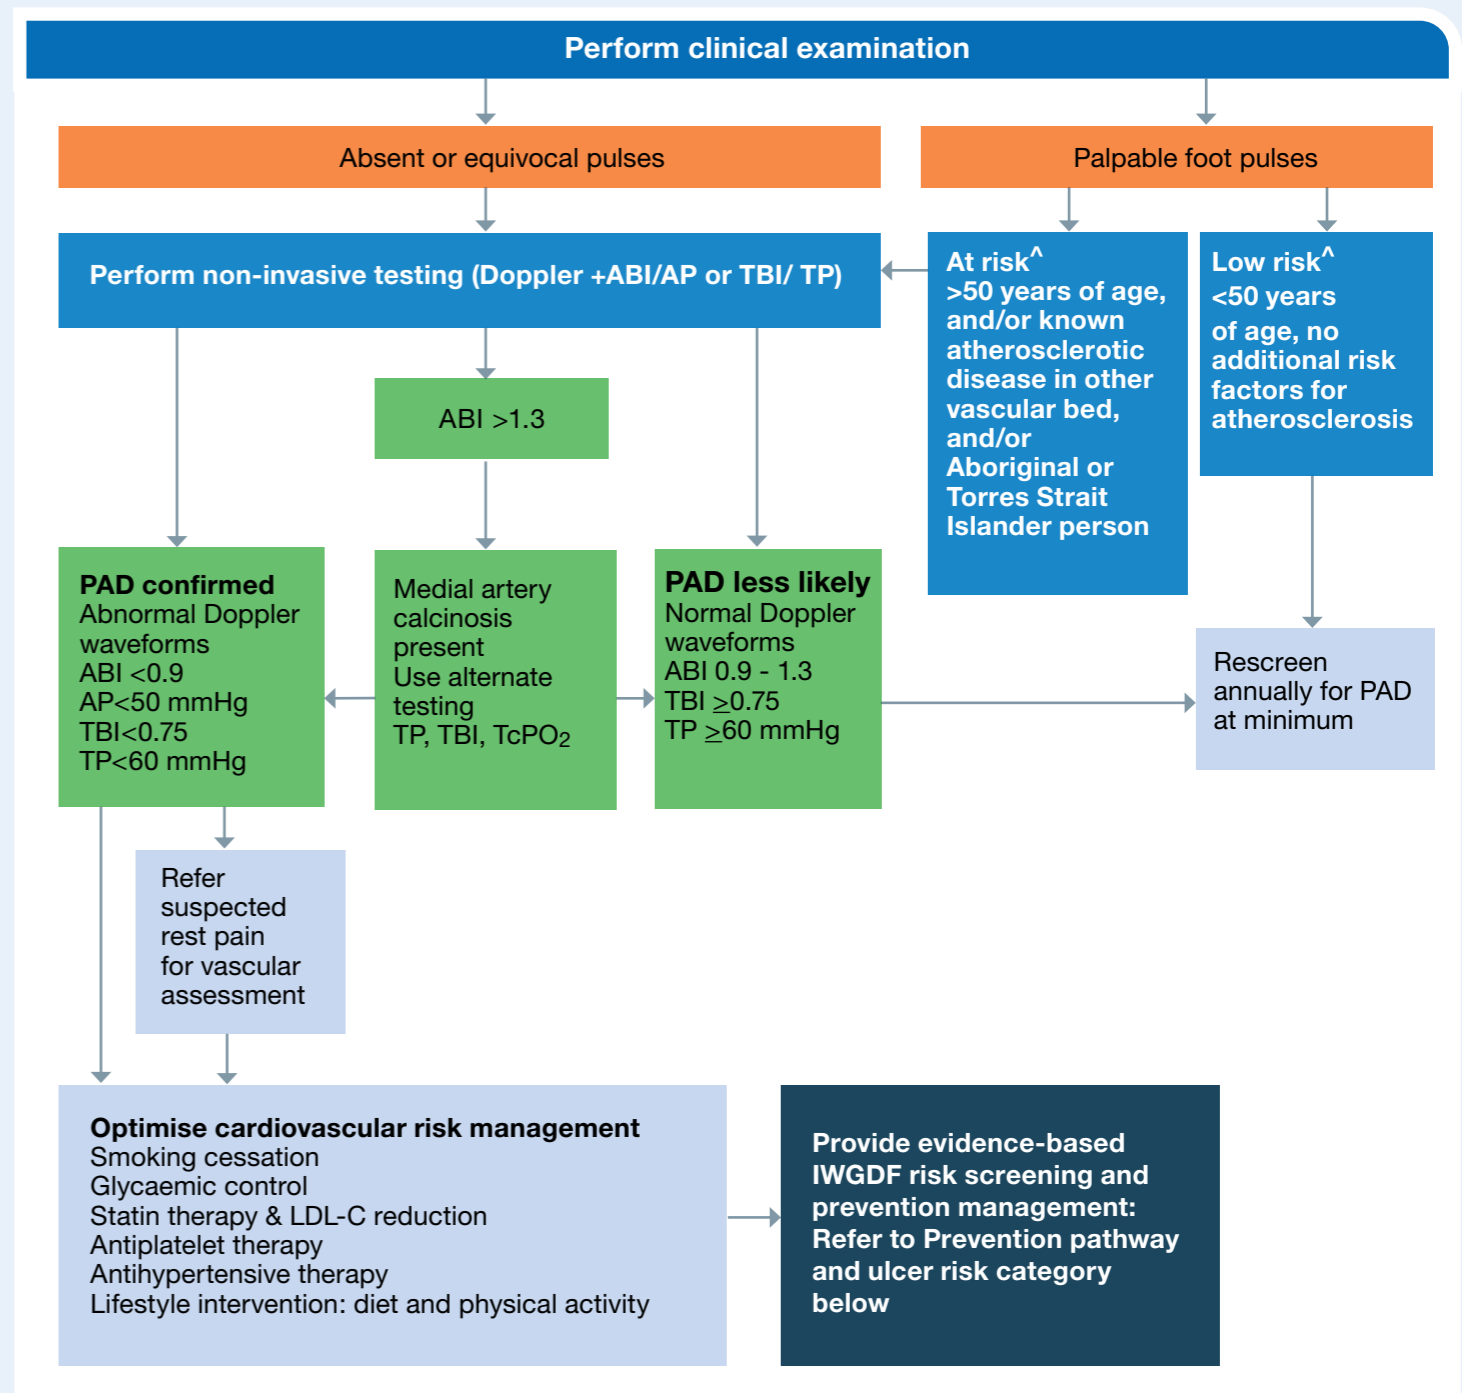 Perform clinical examination
Absent or equivocal pulses
Palpable foot pulses
Perform non-invasive testing (Doppler +ABI/AP or TBI/ TP)
At risk^
>50 years of age,
and/or known
atherosclerotic
disease in other
vascular bed,
and/or
Aboriginal or
Torres Strait
Islander person
Low risk^
<50 years
of age, no
additional risk
factors for
atherosclerosis
ABI >1.3
PAD confirmed
Abnormal Doppler
waveforms
ABI <0.9
AP<50 mmHg
TBI<0.75
TP<60 mmHg
Medial artery
calcinosis
present
Use alternate
testing
TP, TBI, TcPO₂
PAD less likely
Normal Doppler
waveforms
ABI 0.9 - 1.3
TBI ≥0.75
TP ≥60 mmHg
Rescreen
annually for PAD
at minimum
Refer
suspected
rest pain
for vascular
assessment
Optimise cardiovascular risk management
Smoking cessation
Glycaemic control
Statin therapy & LDL-C reduction
Antiplatelet therapy
Antihypertensive therapy
Lifestyle intervention: diet and physical activity
Provide evidence-based
IWGDF risk screening and
prevention management:
Refer to Prevention pathway
and ulcer risk category
below